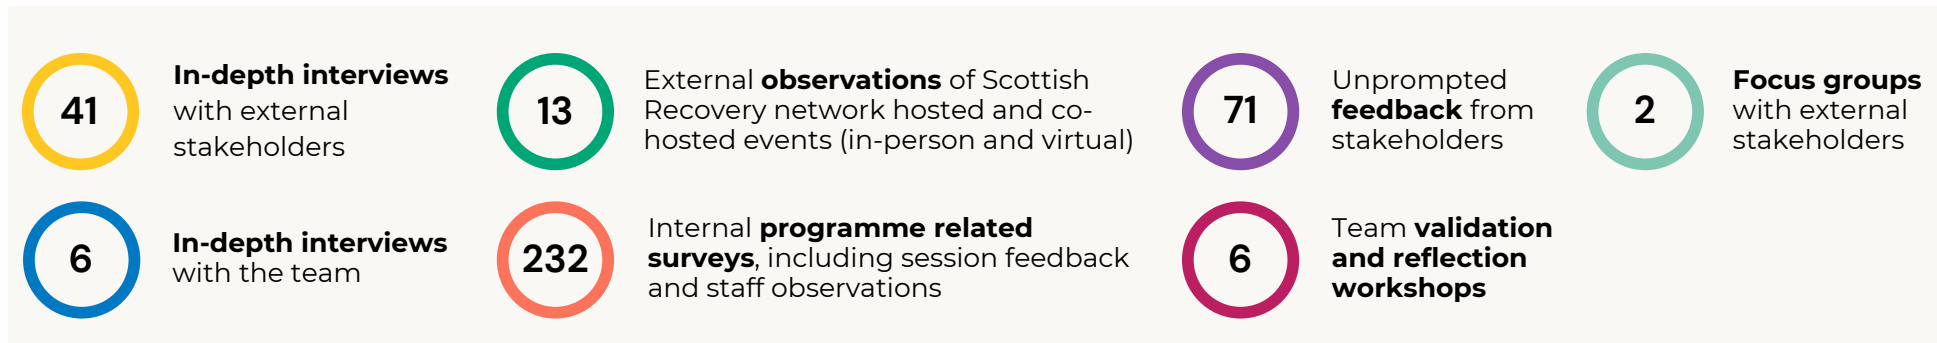 41
In-depth interviews
with external
stakeholders
13
External observations of Scottish
Recovery network hosted and co-
hosted events (in-person and virtual)
71
Unprompted
feedback from
stakeholders
2
Focus groups
with external
stakeholders
6
In-depth interviews
with the team
232
Internal programme related
surveys, including session feedback
and staff observations
6
Team validation
and reflection
workshops